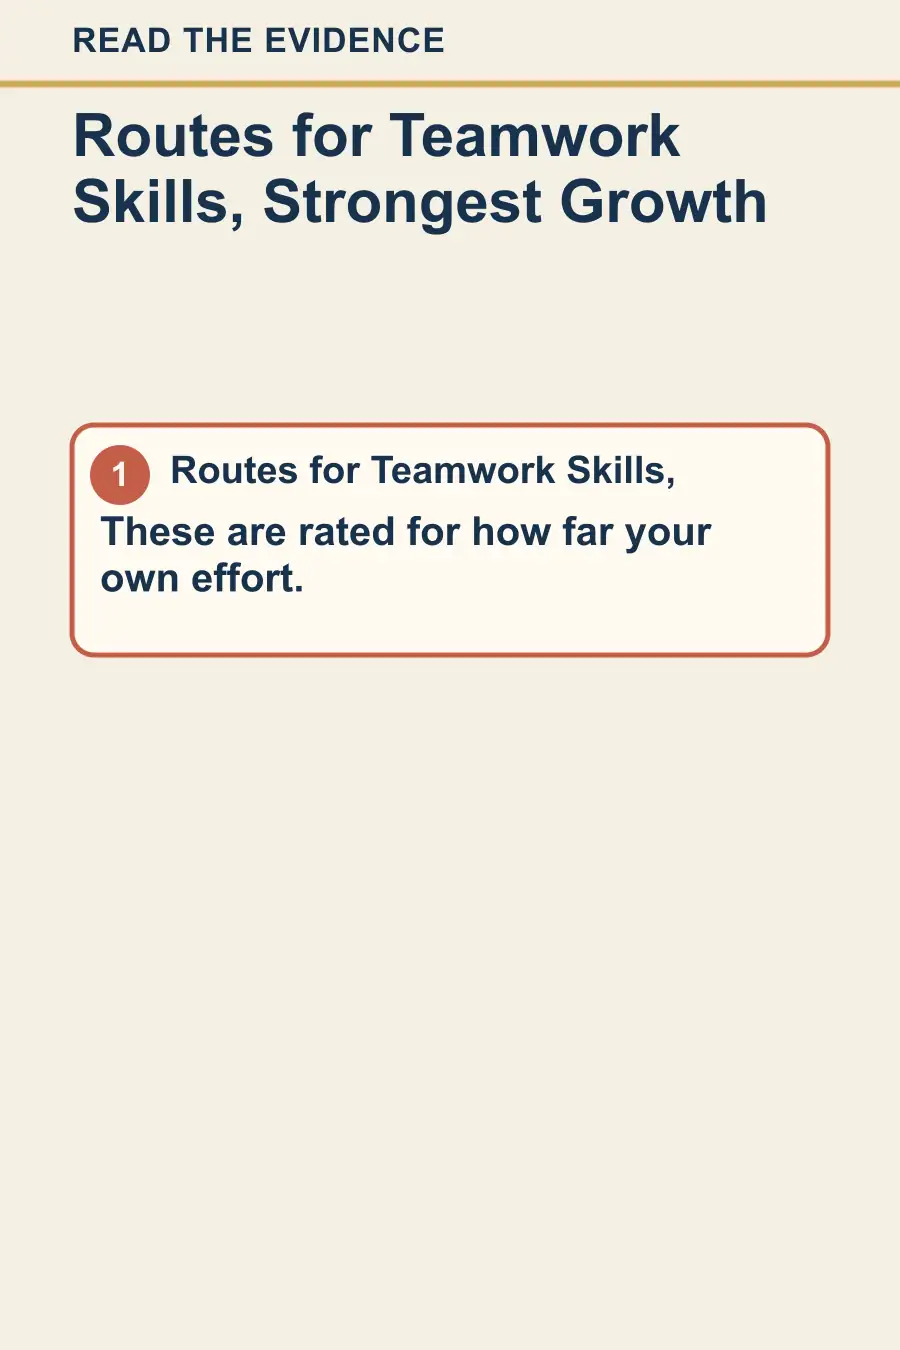 READ THE EVIDENCE
Routes for Teamwork
Skills, Strongest Growth
1 Routes for Teamwork Skills,
These are rated for how far your
own effort.